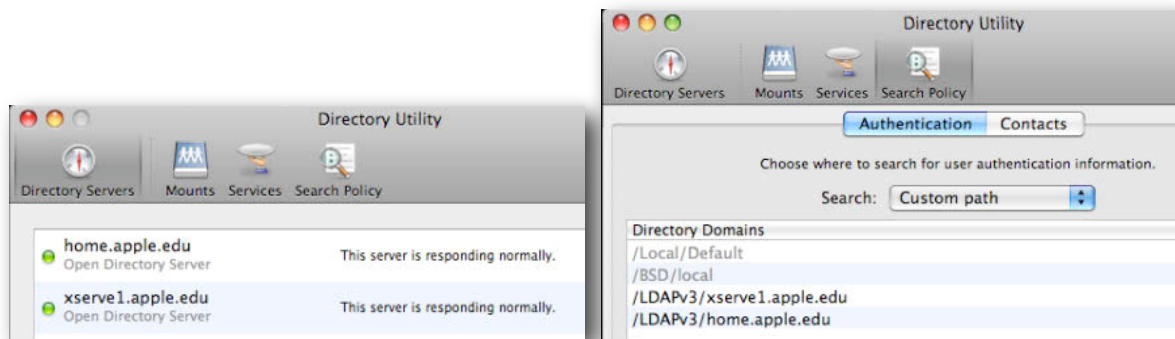 Directory Utility
Directory Servers Mounts Services Search Policy
home.apple.edu
Open Directory Server
This server is responding normally.
xserve1.apple.edu
Open Directory Server
This server is responding normally.
Directory Utility
Directory Servers Mounts Services Search Policy
Authentication Contacts
Choose where to search for user authentication information.
Search: Custom path
Directory Domains
/Local/Default
/BSD/local
/LDAPv3/xserve1.apple.edu
/LDAPv3/home.apple.edu